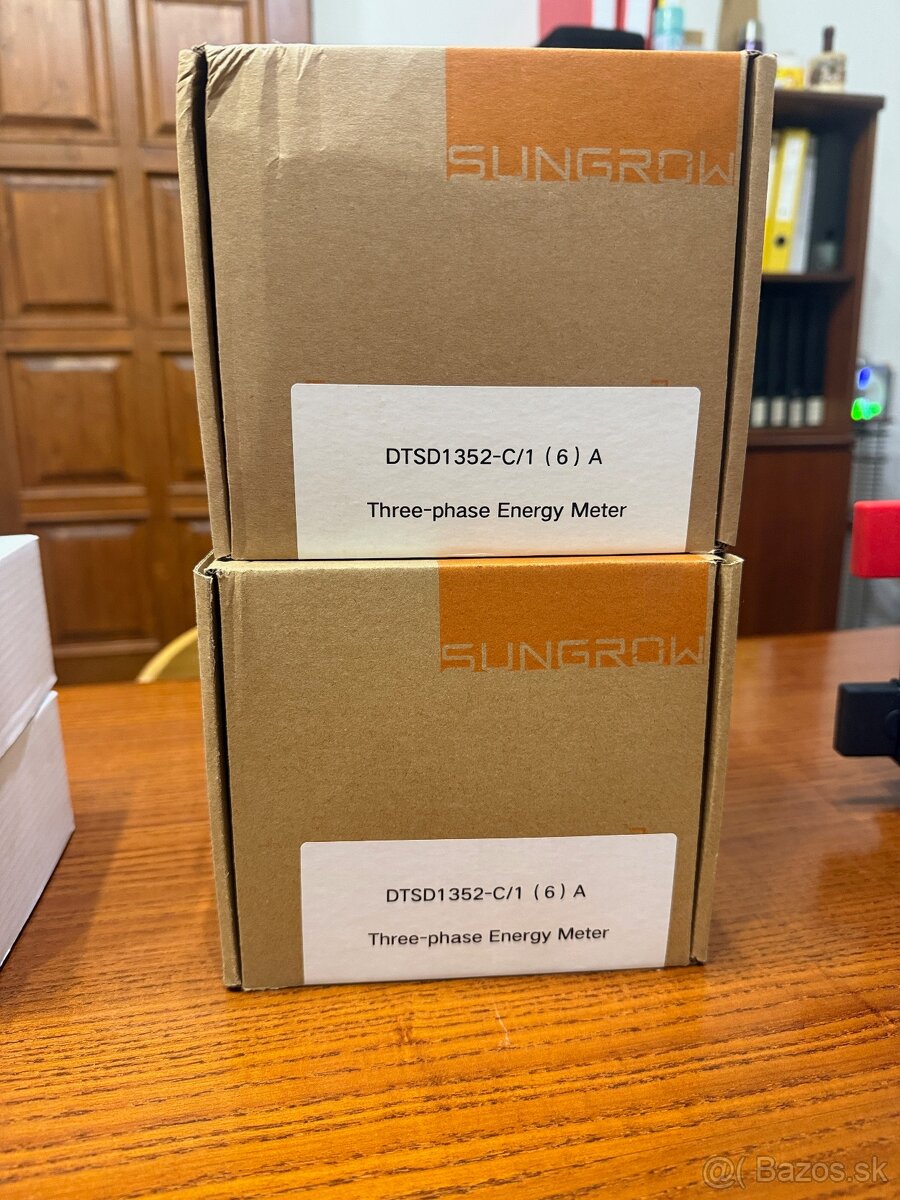 SUNGROW
DTSD1352-C/1 (6) A
Three-phase Energy Meter
SUNGROW
DTSD1352-C/1 (6) A
Three-phase Energy Meter
@( Bazos.sk